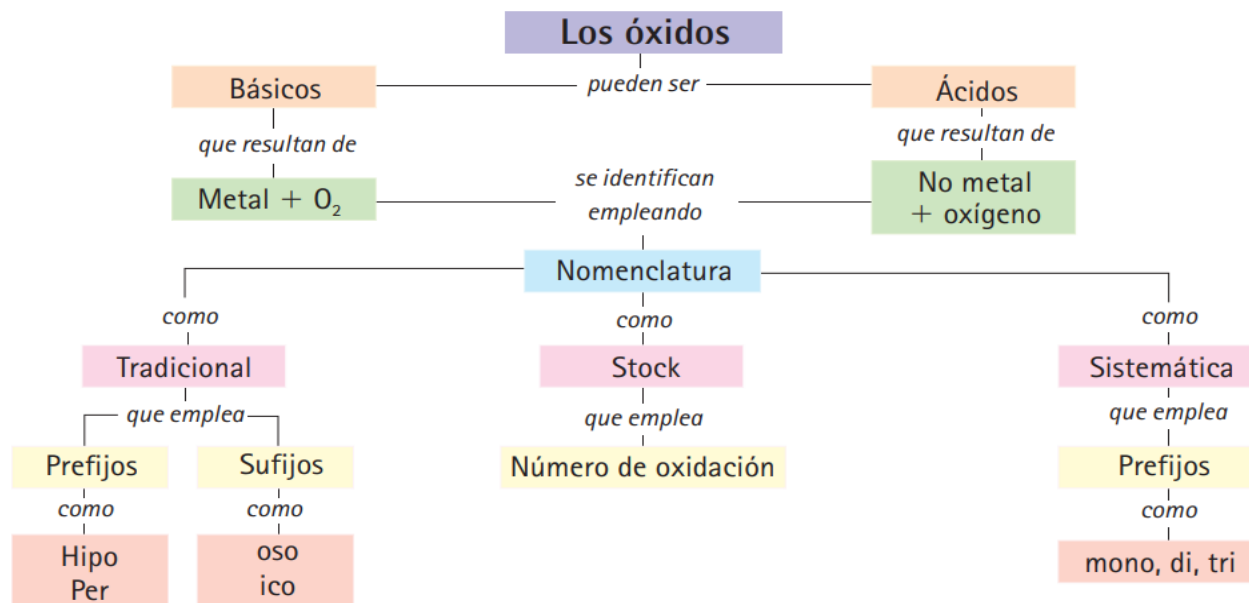 Los óxidos
pueden ser
Básicos
Ácidos
que resultan de
que resultan de
Metal + O₂
se identifican
empleando
No metal
+ oxígeno
Nomenclatura
como
como
como
Tradicional
Stock
Sistemática
que emplea
que emplea
que emplea
Prefijos
Sufijos
Número de oxidación
Prefijos
como
como
como
Hipo
Per
oso
ico
mono, di, tri